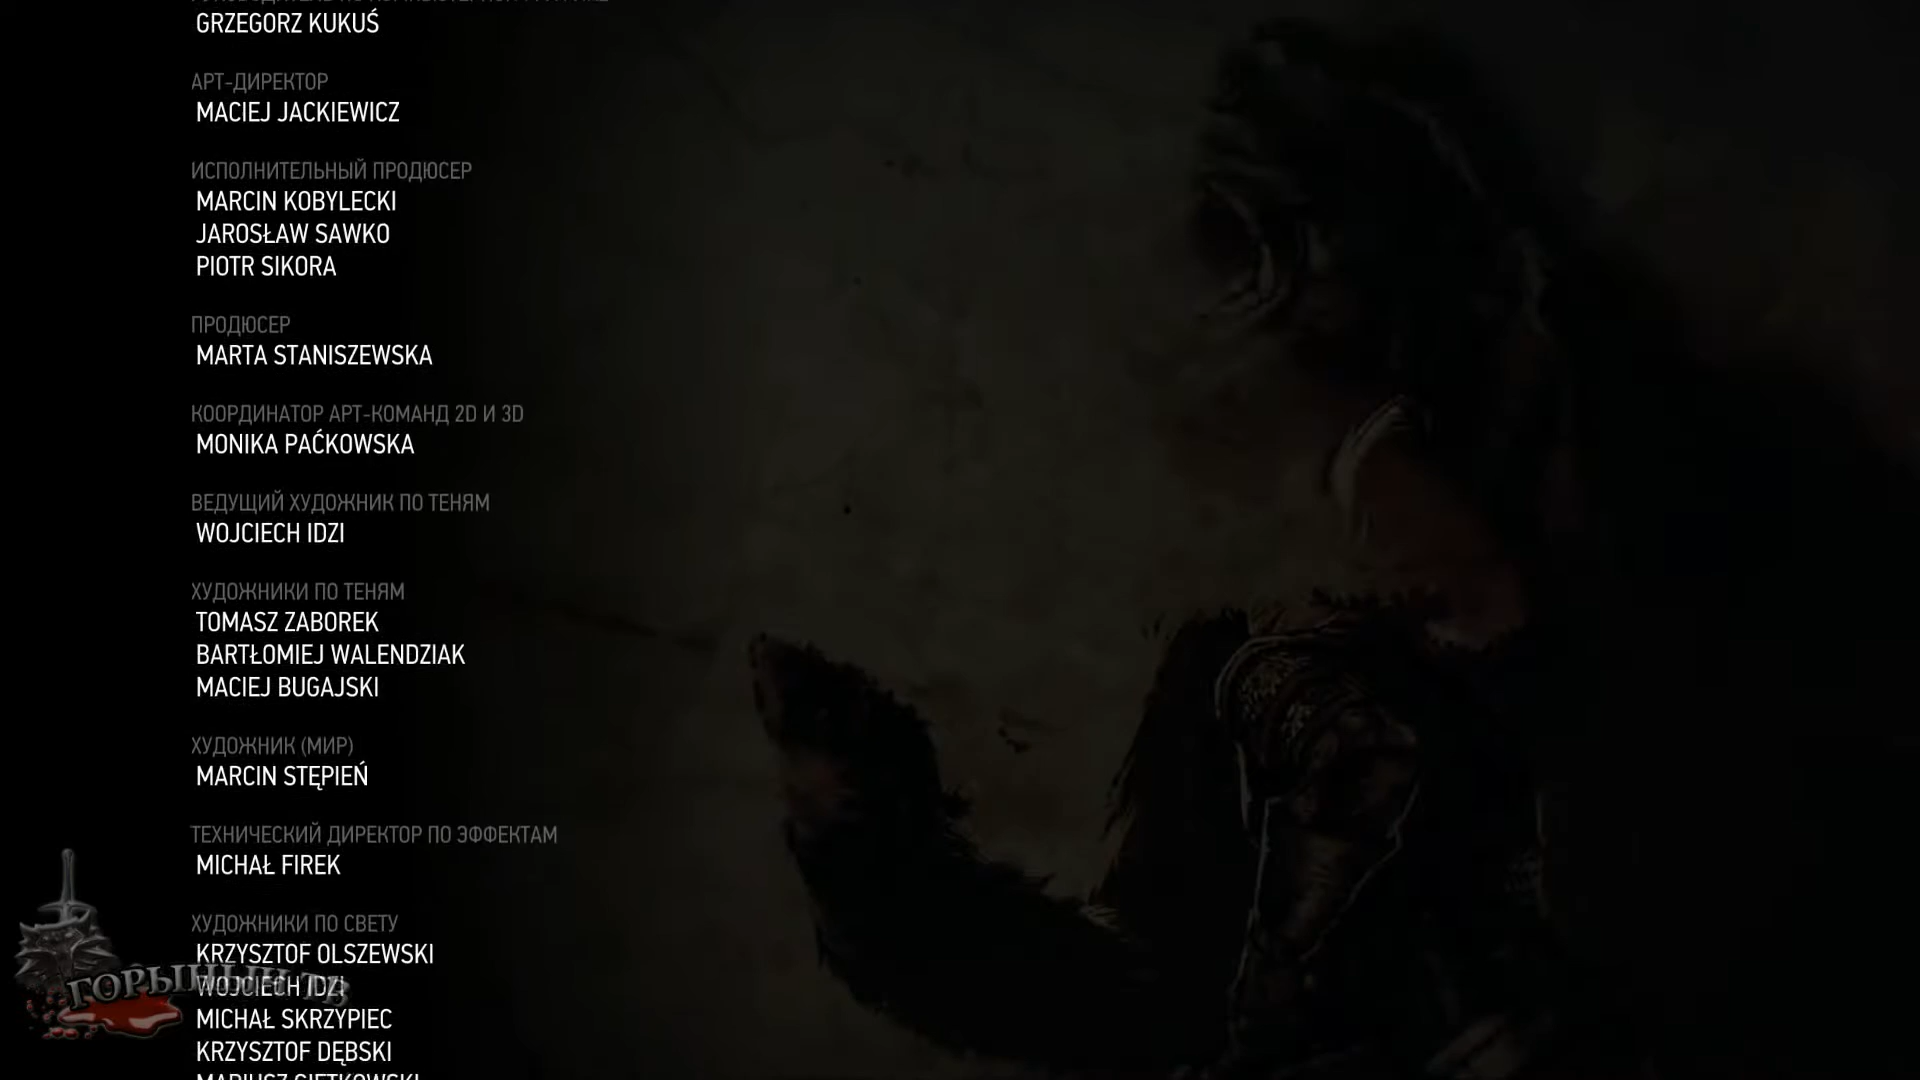 GRZEGORZ KUKUŚ
АРТ-ДИРЕКТОР
MACIEJ JACKIEWICZ
ИСПОЛНИТЕЛЬНЫЙ ПРОДЮСЕР
MARCIN KOBYLECKI
JAROSŁAW SAWKO
PIOTR SIKORA
ПРОДЮСЕР
MARTA STANISZEWSKA
КООРДИНАТОР АРТ-КОМАНД 2D И 3D
MONIKA PAĆKOWSKA
ВЕДУЩИЙ ХУДОЖНИК ПО ТЕНЯМ
WOJCIECH IDZI
ХУДОЖНИКИ ПО ТЕНЯМ
TOMASZ ZABOREK
BARTŁOMIEJ WALENDZIAK
MACIEJ BUGAJSKI
ХУДОЖНИК (МИР)
MARCIN STĘPIEŃ
ТЕХНИЧЕСКИЙ ДИРЕКТОР ПО ЭФФЕКТАМ
MICHAŁ FIREK
ХУДОЖНИКИ ПО СВЕТУ
KRZYSZTOF OLSZEWSKI
WOJCIECH IDZI
MICHAŁ SKRZYPIEC
KRZYSZTOF DĘBSKI